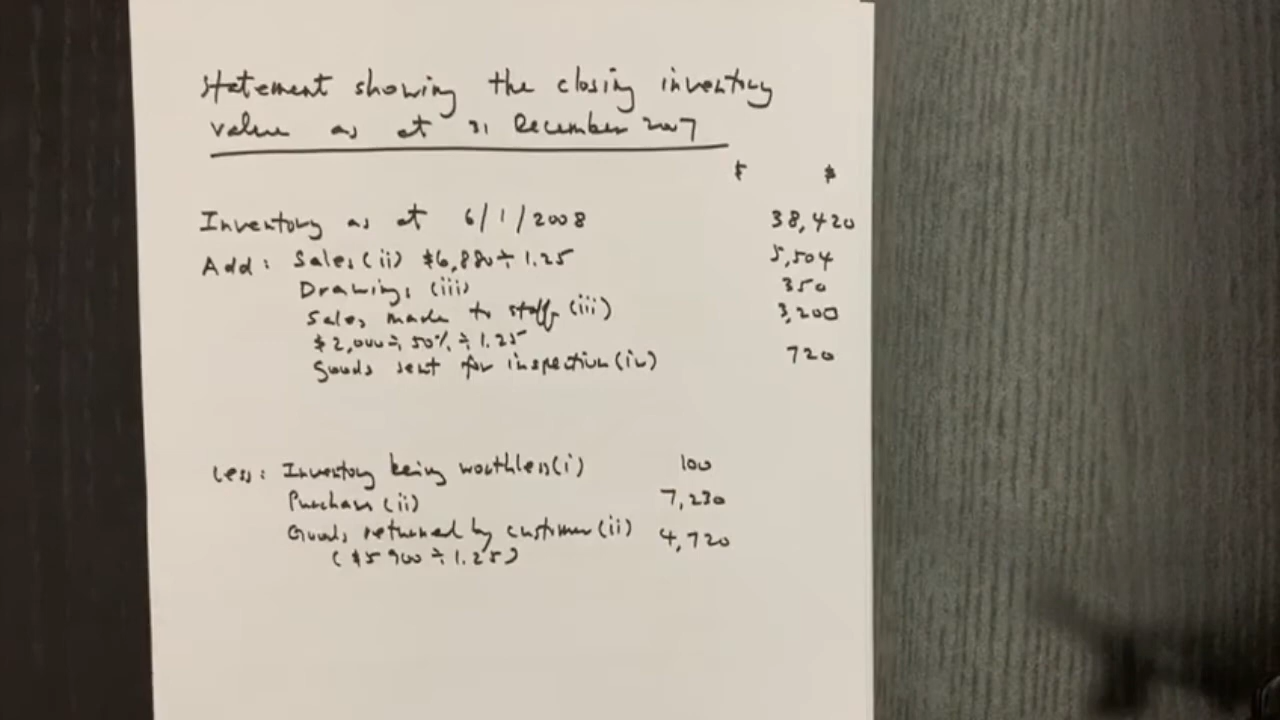 Statement showing the closing inventory
value as at 31 December 2007
$ $
Inventory as at 6/1/2008 38,420
Add: Sales (ii) $6,880 ÷ 1.25 5,504
Drawings (iii) 350
Sales made to staff (iii) 3,200
$2,000 ÷ 50% ÷ 1.25
Goods sent for inspection (iv) 720
Less: Inventory being worthless (i) 100
Purchases (ii) 7,230
Goods returned by customer (ii) 4,720
($5900 ÷ 1.25)